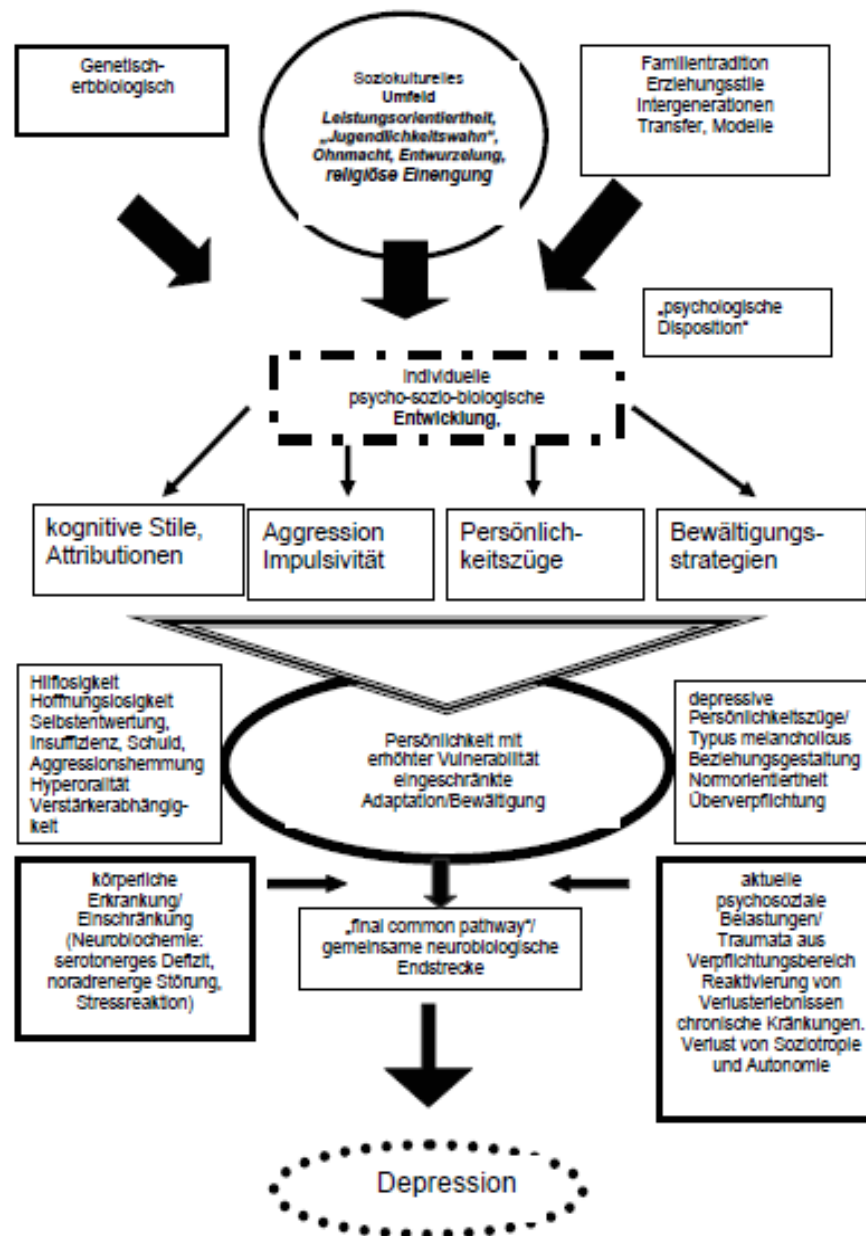 Genetisch-
erbbiologisch
Soziokulturelles
Umfeld
Leistungsorientiertheit,
„Jugendlichkeitswahn“,
Ohnmacht, Entwurzelung,
religiöse Einengung
Familientradition
Erziehungsstile
Intergenerationen
Transfer, Modelle
„psychologische
Disposition“
Individuelle
psycho-sozio-biologische
Entwicklung,
kognitive Stile,
Attributionen
Aggression
Impulsivität
Persönlich-
keitszüge
Bewältigungs-
strategien
Hilflosigkeit
Hoffnungslosigkeit
Selbstentwertung,
Insuffizienz, Schuld,
Aggressionshemmung
Hyperoralität
Verstärkerabhängig-
keit
Persönlichkeit mit
erhöhter Vulnerabilität
eingeschränkte
Adaptation/Bewältigung
depressive
Persönlichkeitszüge/
Typus melancholicus
Beziehungsgestaltung
Normorientiertheit
Überverpflichtung
körperliche
Erkrankung/
Einschränkung
(Neurobiochemie:
serotonerges Defizit,
noradrenerge Störung,
Stressreaktion)
„final common pathway“/
gemeinsame neurobiologische
Endstrecke
aktuelle
psychosoziale
Belastungen/
Traumata aus
Verpflichtungsbereich
Reaktivierung von
Verlusterlebnissen
chronische Kränkungen.
Verlust von Soziotropie
und Autonomie
Depression